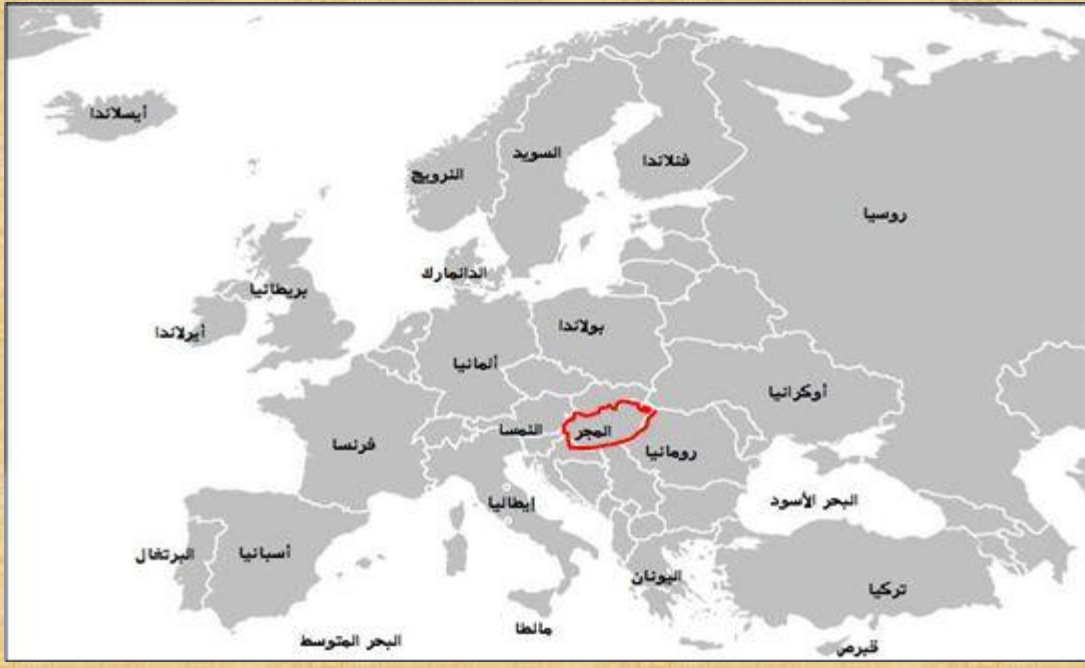 أيسلاندا
السويد
فنلاندا
النرويج
روسيا
الدانمارك
بريطانيا
أيرلاندا
بولاندا
ألمانيا
أوكرانيا
النمسا
المجر
فرنسا
رومانيا
إيطاليا
البحر الأسود
البرتغال
أسبانيا
اليونان
تركيا
مالطا
البحر المتوسط
قبرص